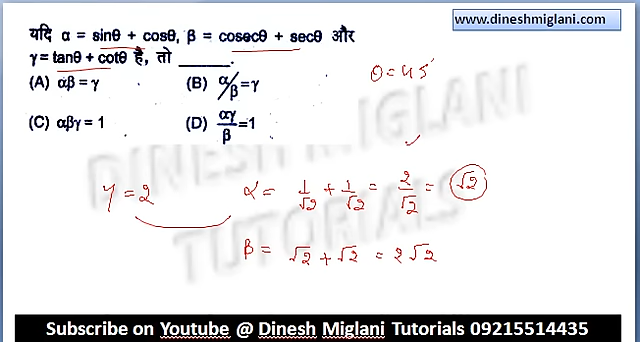 www.dineshmiglani.com
यदि α = sinθ + cosθ, β = cosecθ + secθ और
γ = tanθ + cotθ है, तो ______.
(A) αβ = γ (B) α/β = γ
(C) αβγ = 1 (D) αγ/β = 1
θ = 45°
γ = 2 α = 1/√2 + 1/√2 = 2/√2 = √2
β = √2 + √2 = 2√2
DINESH MIGLANI
TUTORIALS
Subscribe on Youtube @ Dinesh Miglani Tutorials 09215514435